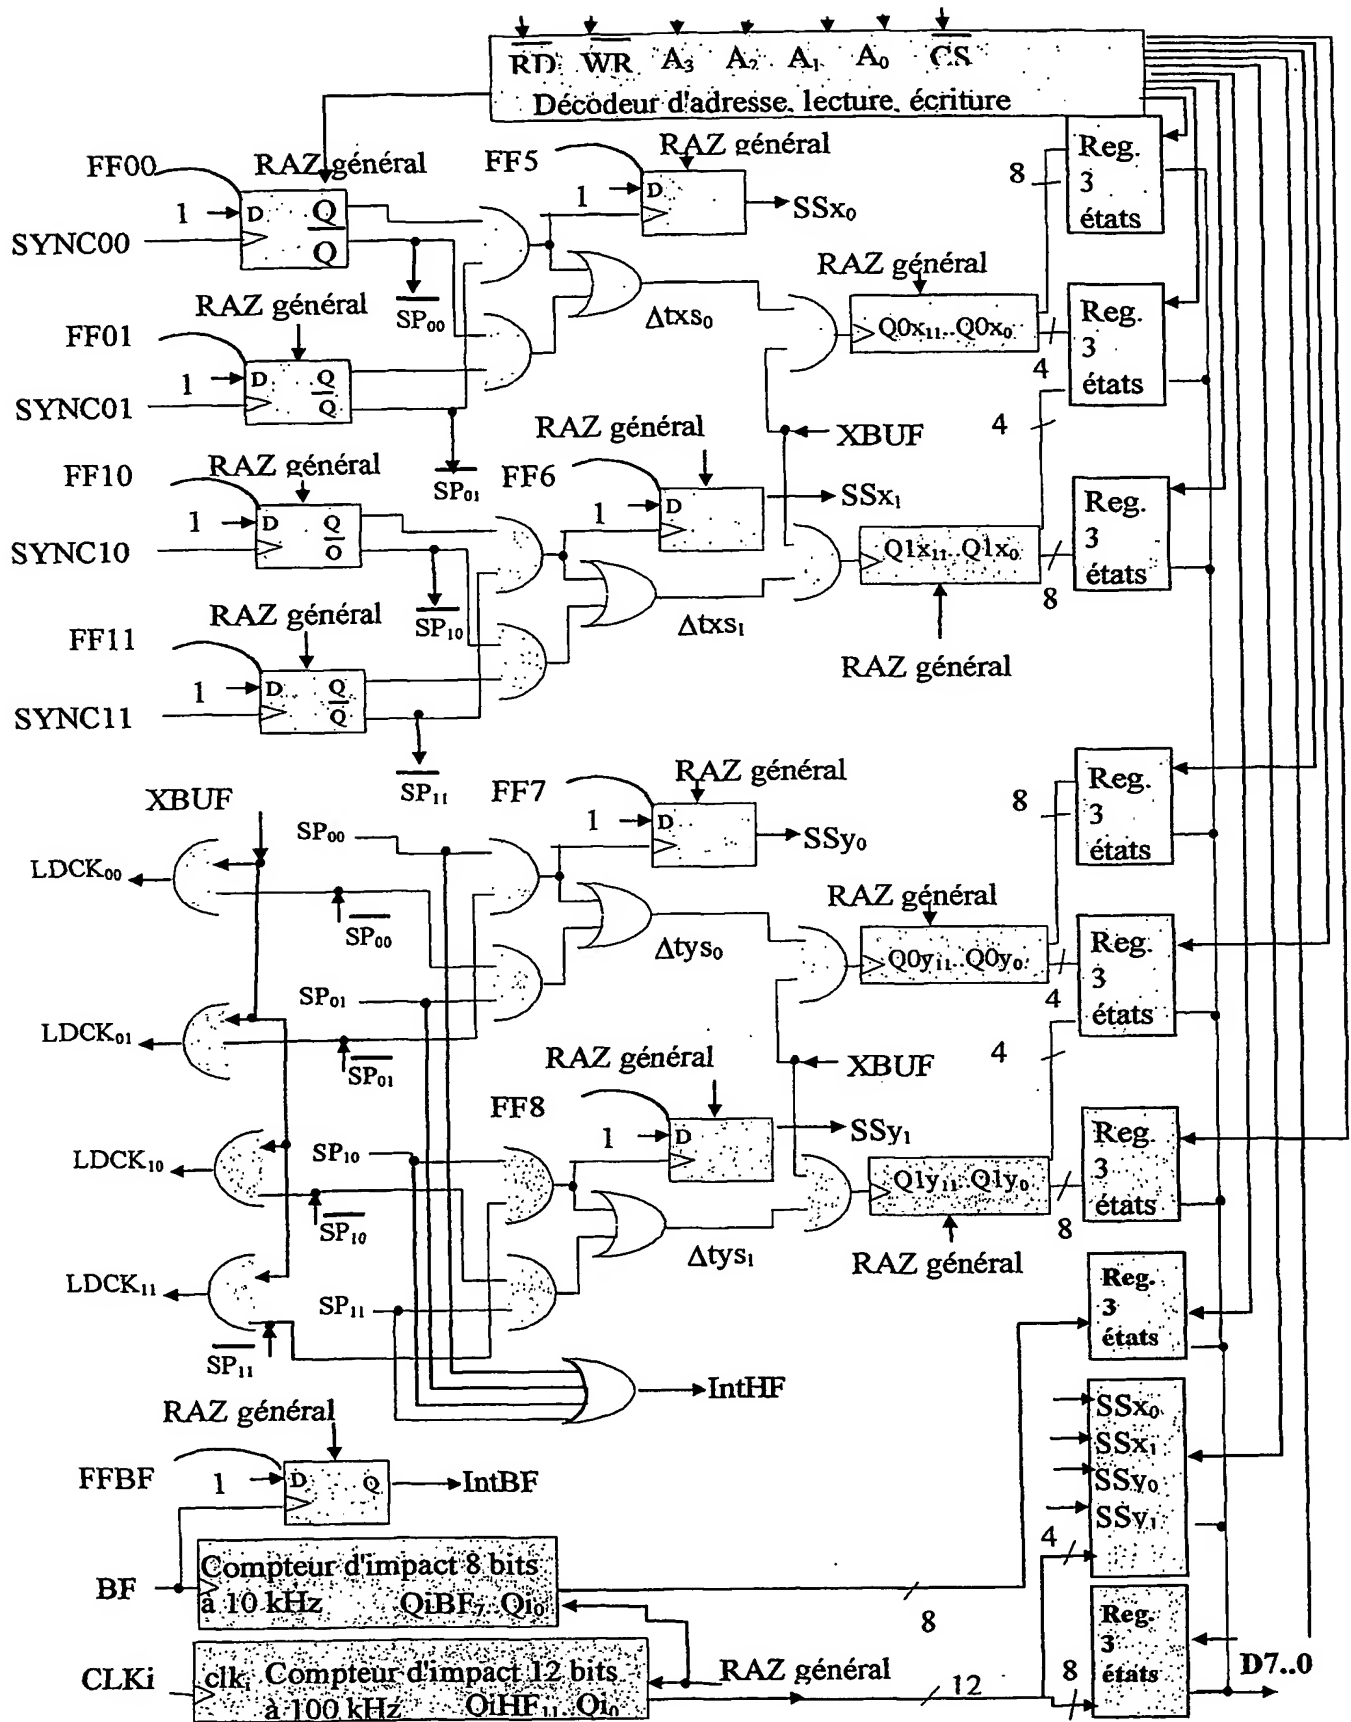 RD WR A3 A2 A1 A0 CS
Décodeur d'adresse, lecture, écriture
FF00
RAZ général
1
D
Q
Q
SYNC00
SP00
FF5
RAZ général
1
D
SSx0
8
Reg.
3
états
RAZ général
FF01
1
D
Q
Q
SYNC01
SP01
Δtxs0
RAZ général
Q0x11..Q0x0
4
Reg.
3
états
XBUF
4
FF10
RAZ général
1
D
Q
Q
SYNC10
SP10
RAZ général
FF6
1
D
SSx1
Q1x11..Q1x0
8
Reg.
3
états
RAZ général
RAZ général
FF11
1
D
Q
Q
SYNC11
SP11
Δtxs1
XBUF
LDCK00
SP00
SP00
FF7
RAZ général
1
D
SSy0
8
Reg.
3
états
LDCK01
SP01
SP01
Δtys0
RAZ général
Q0y11..Q0y0
4
Reg.
3
états
XBUF
4
RAZ général
FF8
1
D
SSy1
LDCK10
SP10
SP10
Q1y11..Q1y0
8
Reg.
3
états
RAZ général
Δtys1
LDCK11
SP11
SP11
IntHF
Reg.
3
états
RAZ général
FFBF
1
D
Q
IntBF
SSx0
SSx1
SSy0
SSy1
4
BF
Compteur d'impact 8 bits
à 10 kHz QiBF7..Qi0
8
CLKi
clki Compteur d'impact 12 bits
à 100 kHz QiHF11..Qi0
RAZ général
12
8
Reg.
3
états
D7..0